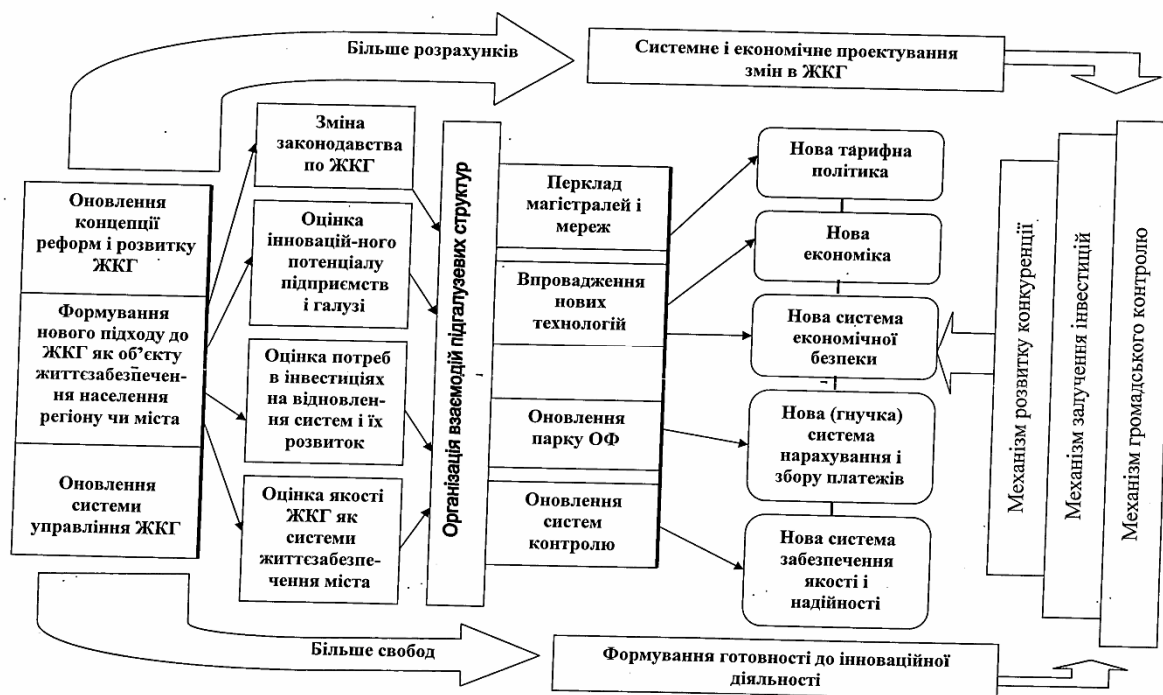 Більше розрахунків
Системне і економічне проектування
змін в ЖКГ
Оновлення
концепції
реформ і розвитку
ЖКГ
Формування
нового підходу до
ЖКГ як об’єкту
життєзабезпечен-
ня населення
регіону чи міста
Оновлення
системи
управління ЖКГ
Зміна
законодавства
по ЖКГ
Оцінка
інновацій-ного
потенціалу
підприємств
і галузі
Оцінка потреб
в інвестиціях
на відновлен-
ня систем і їх
розвиток
Оцінка якості
ЖКГ як
системи
життєзабезпе-
чення міста
Організація взаємодій підгалузевих структур
Перклад
магістралей і
мереж
Впровадження
нових
технологій
Оновлення
парку ОФ
Оновлення
систем
контролю
Нова тарифна
політика
Нова
економіка
Нова система
економічної
безпеки
Нова (гнучка)
система
нарахування і
збору платежів
Нова система
забезпечення
якості і
надійності
Механізм розвитку конкуренції
Механізм залучення інвестицій
Механізм громадського контролю
Більше свобод
Формування готовності до інноваційної
діяльності